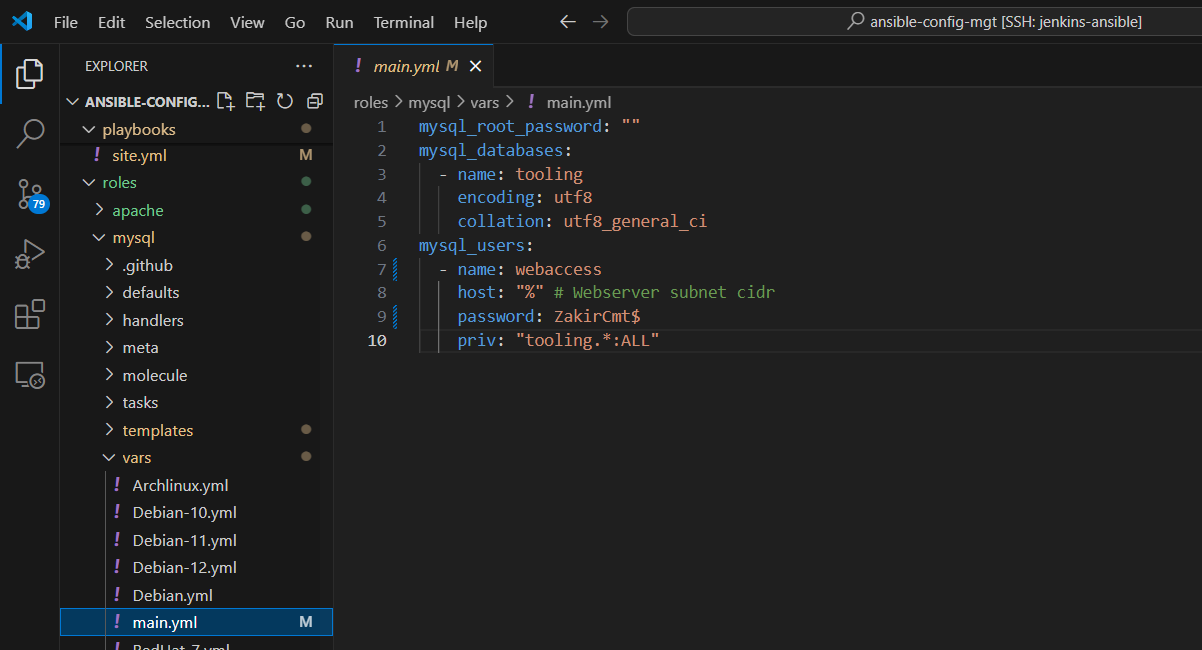 File Edit Selection View Go Run Terminal Help
ansible-config-mgt [SSH: jenkins-ansible]
EXPLORER
ANSIBLE-CONFIG...
playbooks
! site.yml M
roles
apache
mysql
.github
defaults
handlers
meta
molecule
tasks
templates
vars
! Archlinux.yml
! Debian-10.yml
! Debian-11.yml
! Debian-12.yml
! Debian.yml
! main.yml M
! RedHat-7.yml
79
! main.yml M
roles > mysql > vars > ! main.yml
1 mysql_root_password: ""
2 mysql_databases:
3 - name: tooling
4 encoding: utf8
5 collation: utf8_general_ci
6 mysql_users:
7 - name: webaccess
8 host: "%" # Webserver subnet cidr
9 password: ZakirCmt$
10 priv: "tooling.*:ALL"